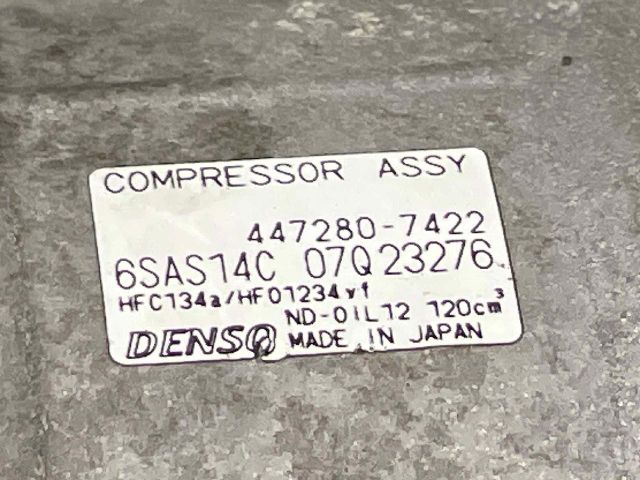 COMPRESSOR ASSY
447280-7422
6SAS14C 07Q23276
HFC134a/HFO1234yf
ND-OIL12 120cm³
DENSO MADE IN JAPAN